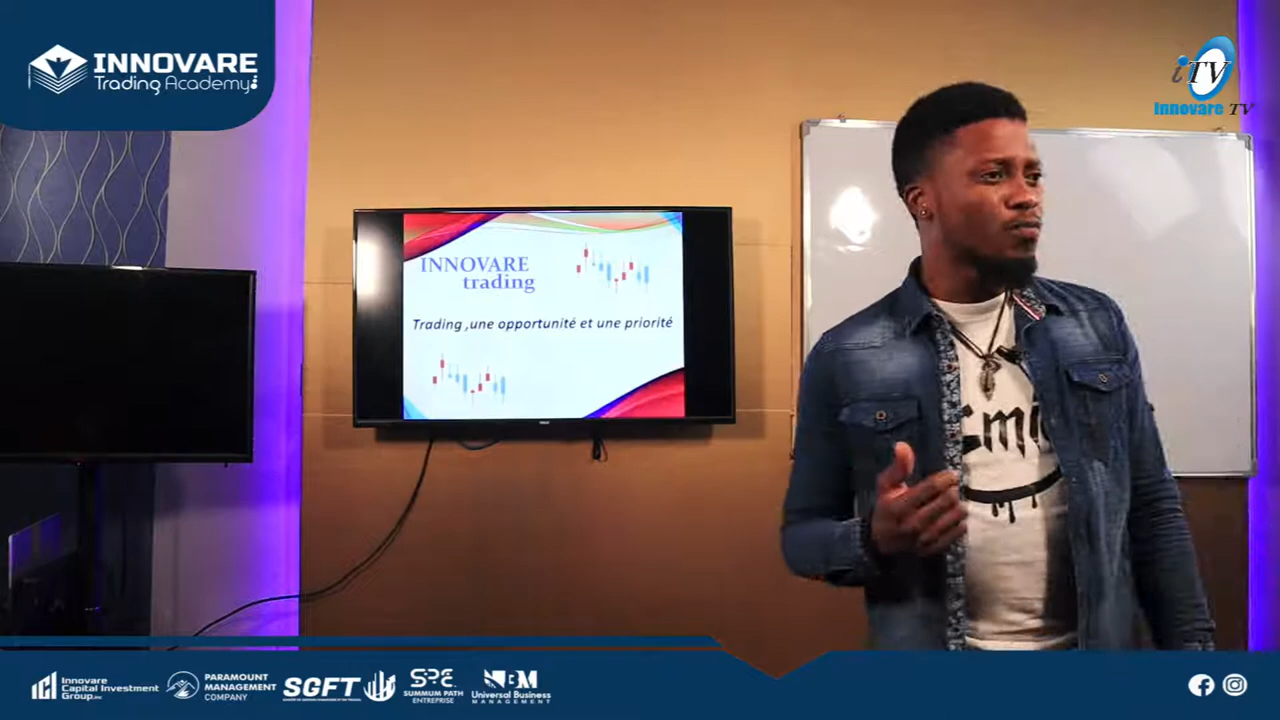 INNOVARE
Trading Academy
iTV
Innovare TV
INNOVARE
trading
Trading ,une opportunité et une priorité
Innovare
Capital Investment
Group
PARAMOUNT
MANAGEMENT
COMPANY
SGFT
SPE
SUMMUM PATH
ENTREPRISE
Universal Business
MANAGEMENT